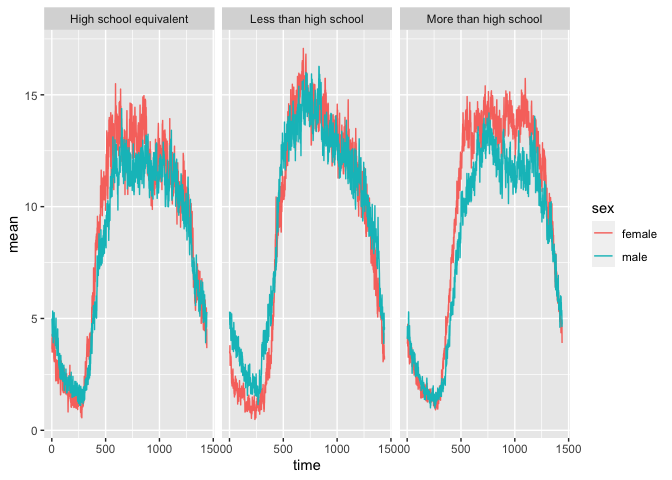 High school equivalent
Less than high school
More than high school
15
10
5
0
mean
0 500 1000 1500
0 500 1000 1500
0 500 1000 1500
time
sex
female
male